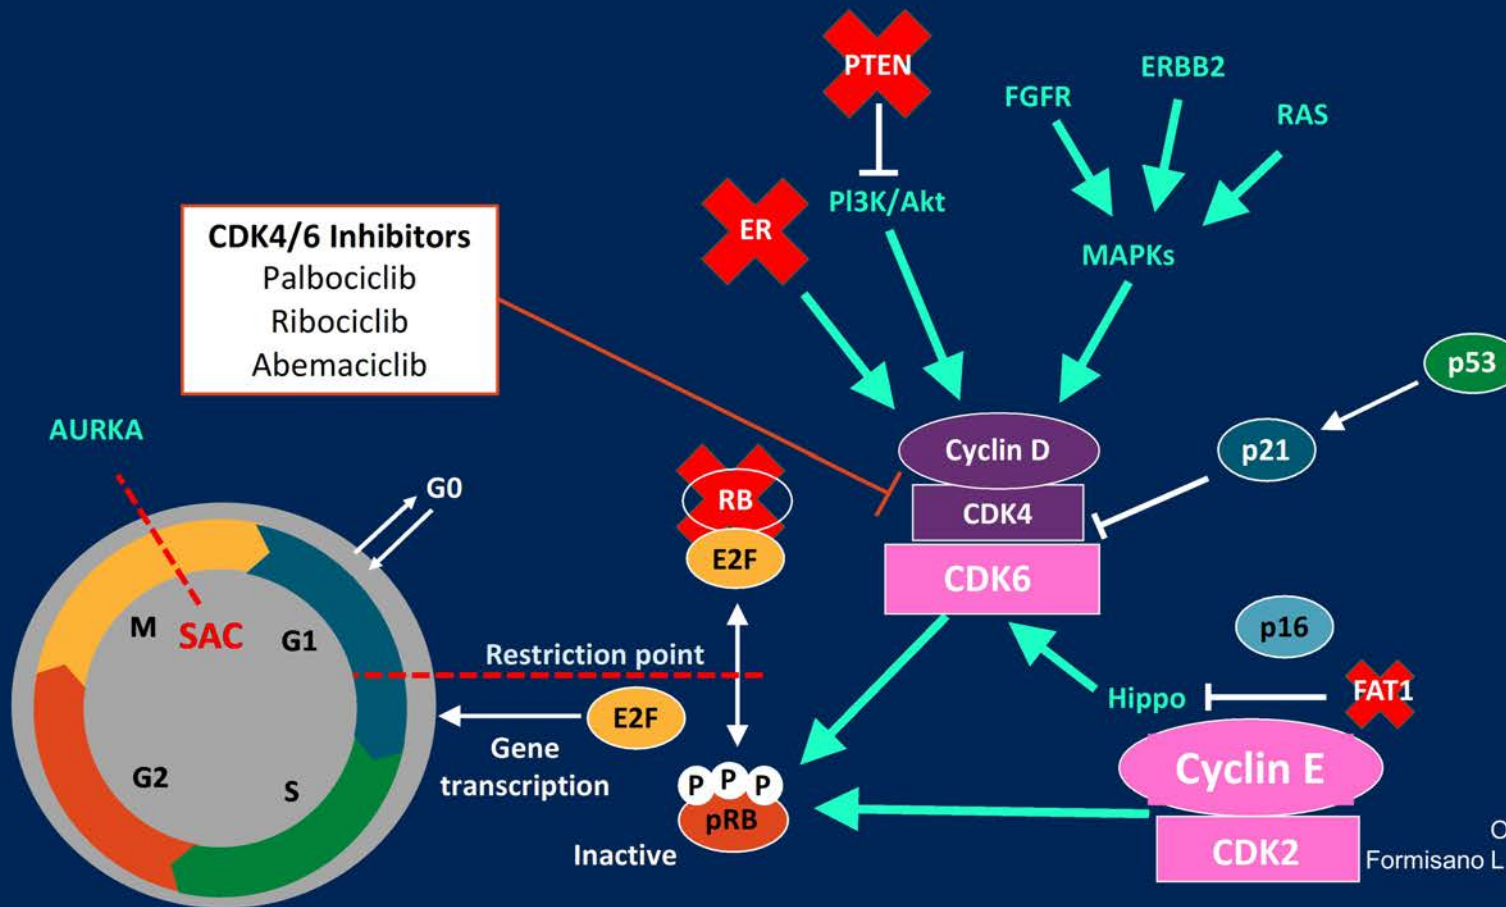 PTEN
ERBB2
FGFR
RAS
PI3K/Akt
ER
MAPKs
CDK4/6 Inhibitors
Palbociclib
Ribociclib
Abemaciclib
p53
AURKA
Cyclin D
p21
G0
RB
CDK4
E2F
CDK6
M
SAC
G1
p16
Restriction point
FAT1
Hippo
E2F
Gene
transcription
Cyclin E
G2
S
P P P
pRB
Inactive
CDK2
O
Formisano L